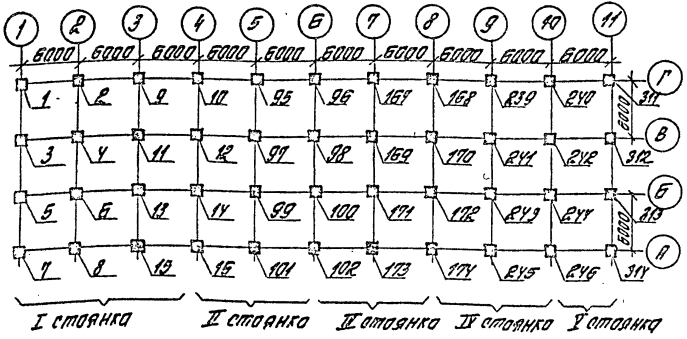 1 2 3 4 5 6 7 8 9 10 11
6000 6000 6000 6000 6000 6000 6000 6000 6000 6000
Г
1 2 9 10 95 96 167 168 239 240 311
6000
В
3 4 11 12 97 98 169 170 241 242 312
Б
5 6 13 14 99 100 171 172 243 244 313
6000
А
7 8 15 16 101 102 173 174 245 246 314
I стоянка II стоянка III стоянка IV стоянка V стоянка